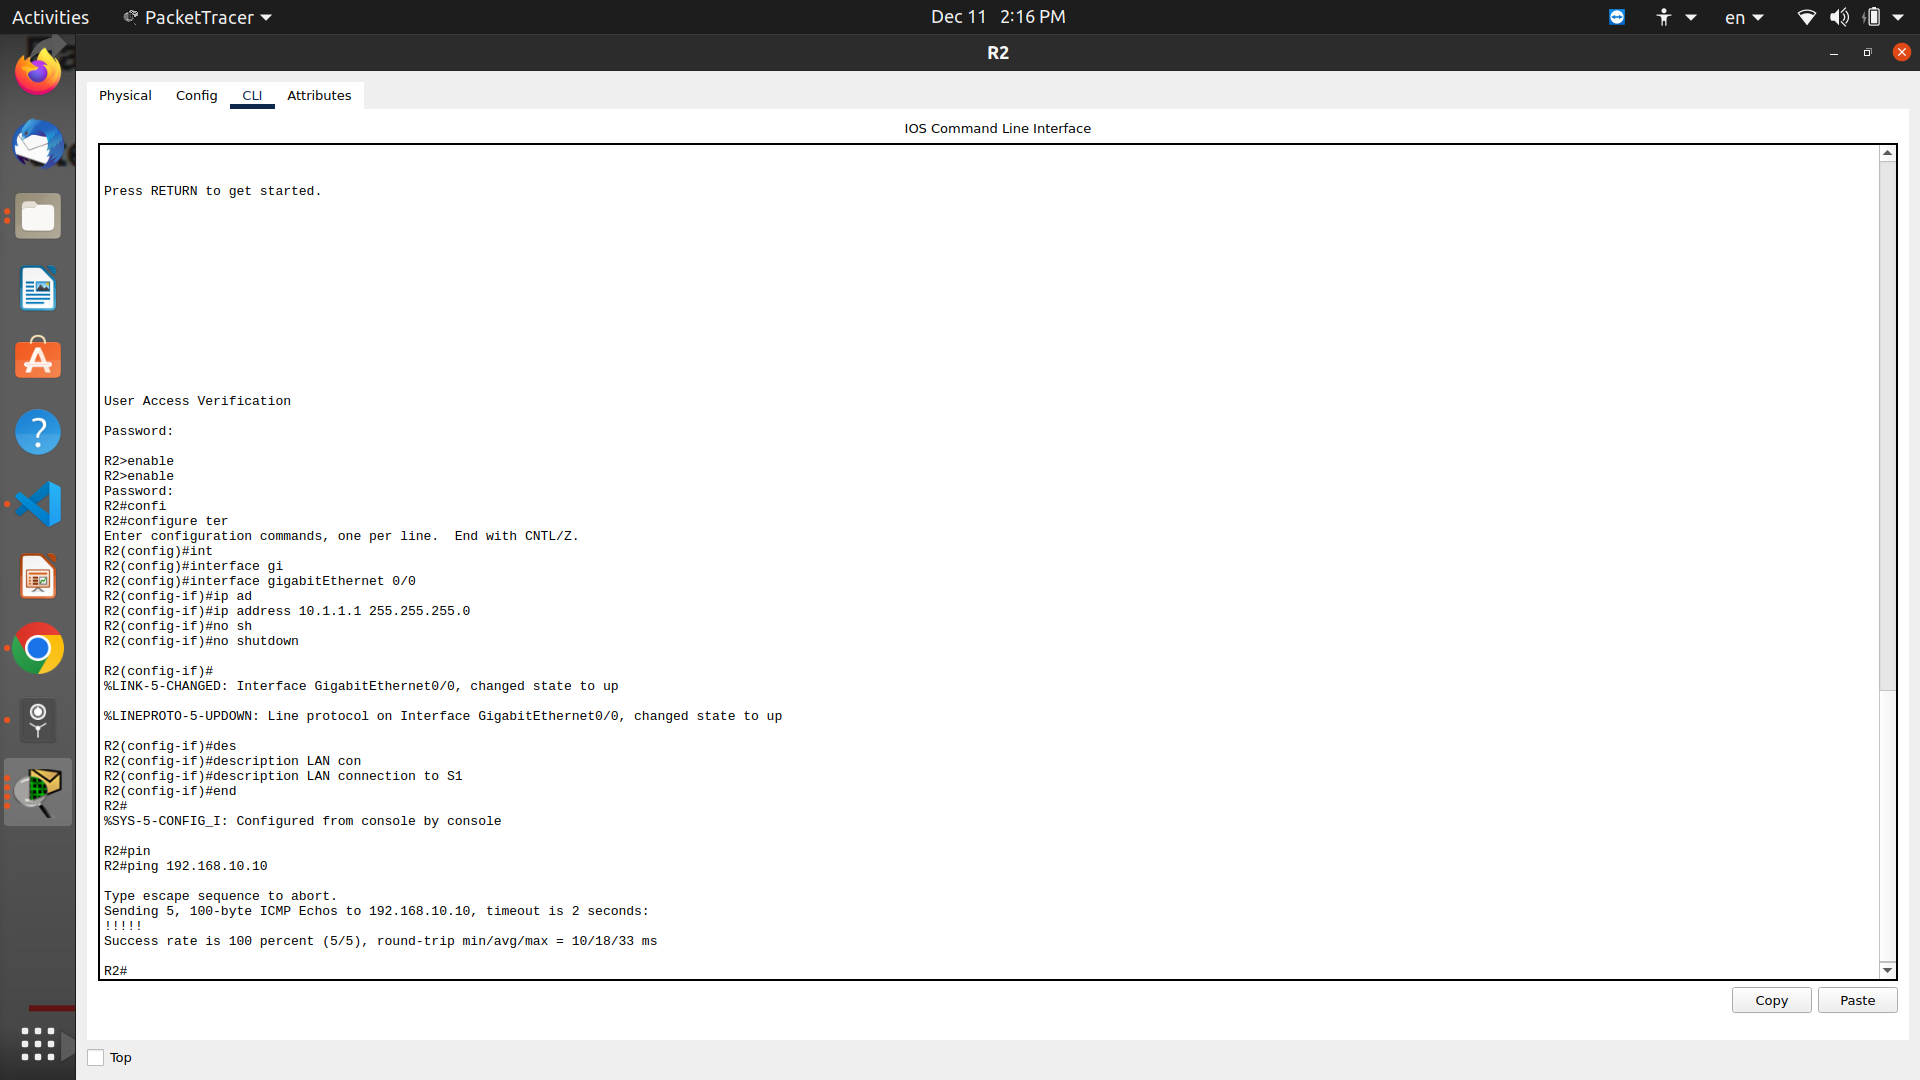 Activities
PacketTracer
Dec 11 2:16 PM
en
R2
Physical
Config
CLI
Attributes
IOS Command Line Interface
Press RETURN to get started.
User Access Verification
Password:
R2>enable
R2>enable
Password:
R2#confi
R2#configure ter
Enter configuration commands, one per line.  End with CNTL/Z.
R2(config)#int
R2(config)#interface gi
R2(config)#interface gigabitEthernet 0/0
R2(config-if)#ip ad
R2(config-if)#ip address 10.1.1.1 255.255.255.0
R2(config-if)#no sh
R2(config-if)#no shutdown
R2(config-if)#
%LINK-5-CHANGED: Interface GigabitEthernet0/0, changed state to up
%LINEPROTO-5-UPDOWN: Line protocol on Interface GigabitEthernet0/0, changed state to up
R2(config-if)#des
R2(config-if)#description LAN con
R2(config-if)#description LAN connection to S1
R2(config-if)#end
R2#
%SYS-5-CONFIG_I: Configured from console by console
R2#pin
R2#ping 192.168.10.10
Type escape sequence to abort.
Sending 5, 100-byte ICMP Echos to 192.168.10.10, timeout is 2 seconds:
!!!!!
Success rate is 100 percent (5/5), round-trip min/avg/max = 10/18/33 ms
R2#
Copy
Paste
Top